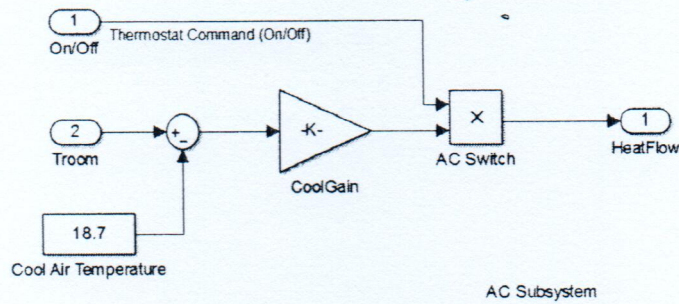 1
On/Off
Thermostat Command (On/Off)
2
Troom
+
-
-K-
CoolGain
×
AC Switch
1
HeatFlow
18.7
Cool Air Temperature
AC Subsystem